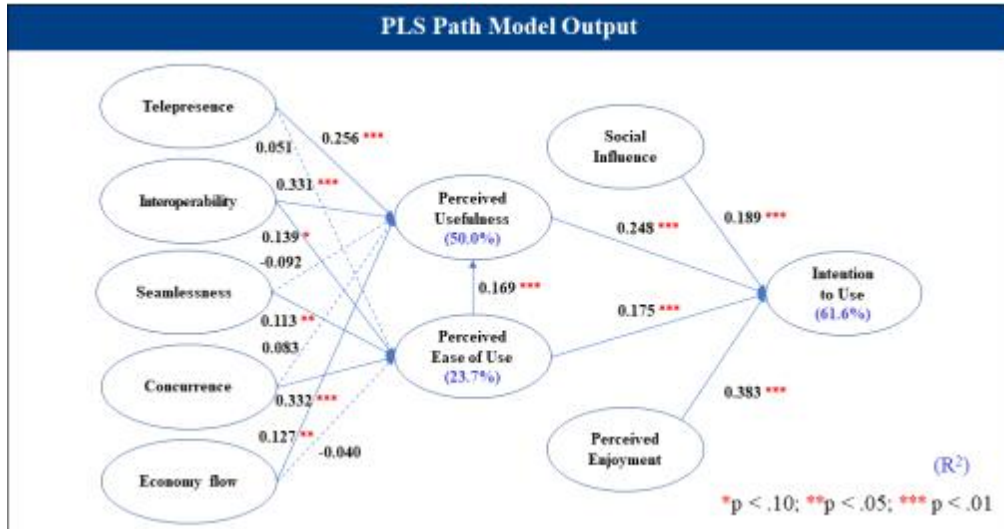 PLS Path Model Output
Telepresence
0.256 ***
0.051
Social
Influence
0.331 ***
Interoperability
Perceived
Usefulness
(50.0%)
0.189 ***
0.139 *
0.248 ***
-0.092
Intention
to Use
(61.6%)
Seamlessness
0.169 ***
0.113 **
0.175 ***
0.083
Perceived
Ease of Use
(23.7%)
Concurrence
0.332 ***
0.383 ***
0.127 **
-0.040
Perceived
Enjoyment
Economy flow
(R²)
*p < .10; **p < .05; *** p < .01